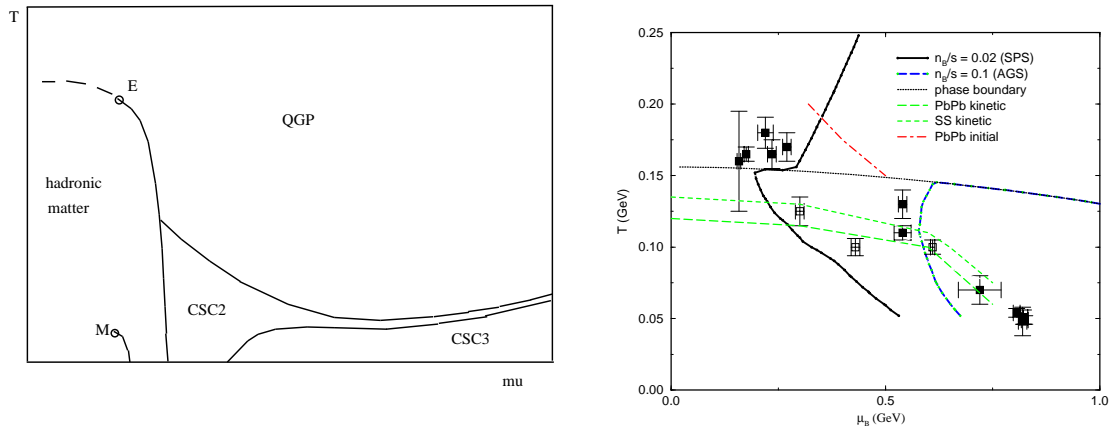 T
E
QGP
hadronic
matter
CSC2
M
CSC3
mu
0.25
0.20
0.15
0.10
0.05
0.00
T (GeV)
n_B/s = 0.02 (SPS)
n_B/s = 0.1 (AGS)
phase boundary
PbPb kinetic
SS kinetic
PbPb initial
0.0
0.5
1.0
μ_B (GeV)